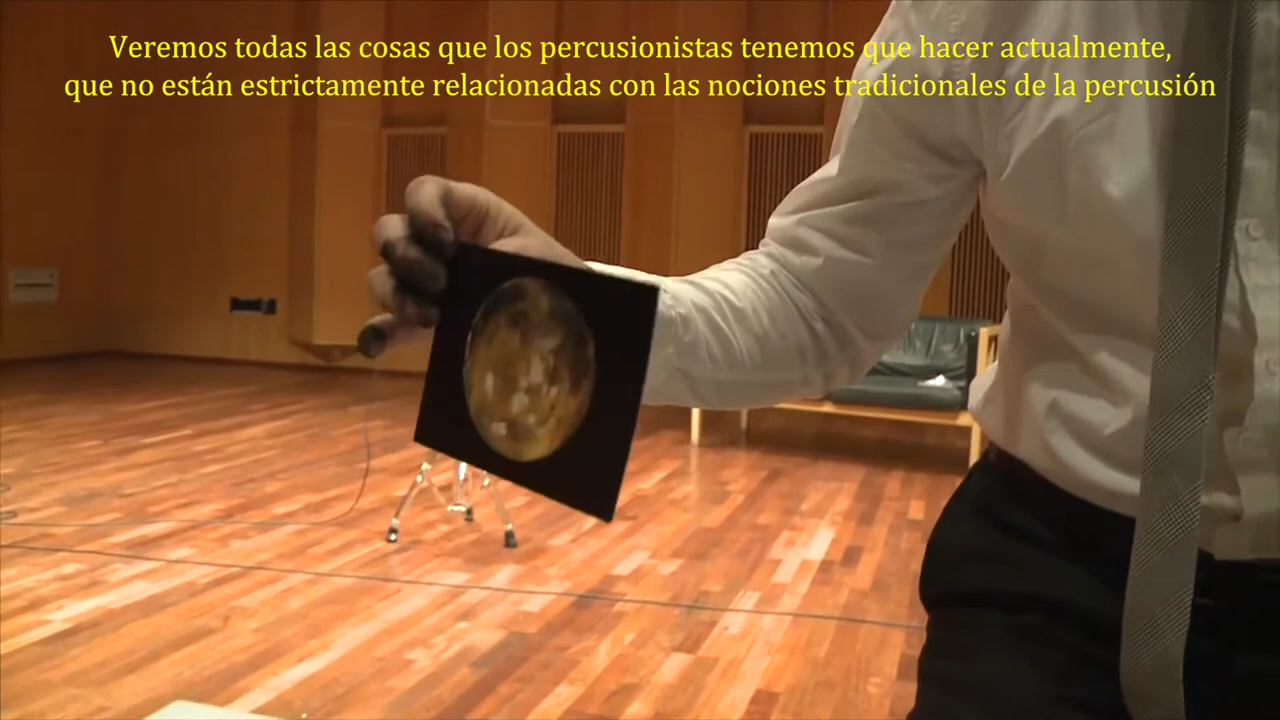 Veremos todas las cosas que los percusionistas tenemos que hacer actualmente,
que no están estrictamente relacionadas con las nociones tradicionales de la percusión